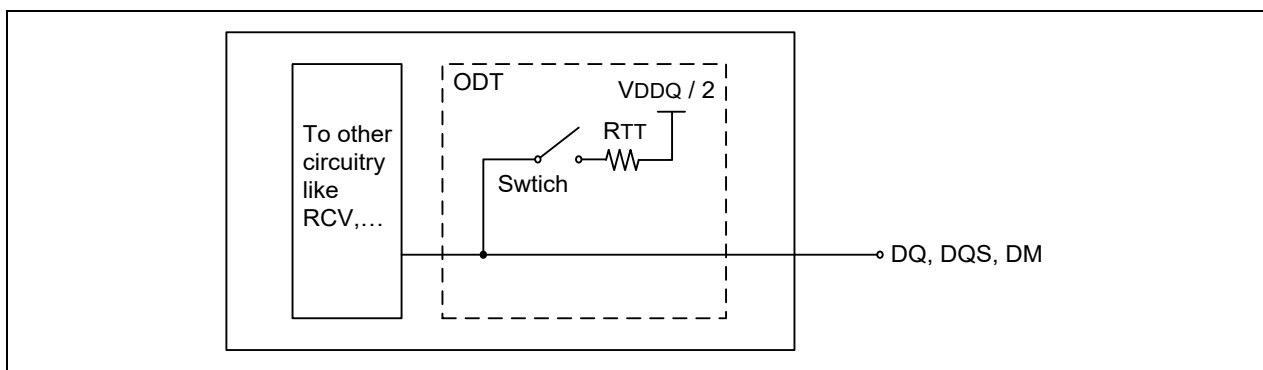 ODT
VDDQ / 2
To other
circuitry
like
RCV,…
RTT
Swtich
DQ, DQS, DM